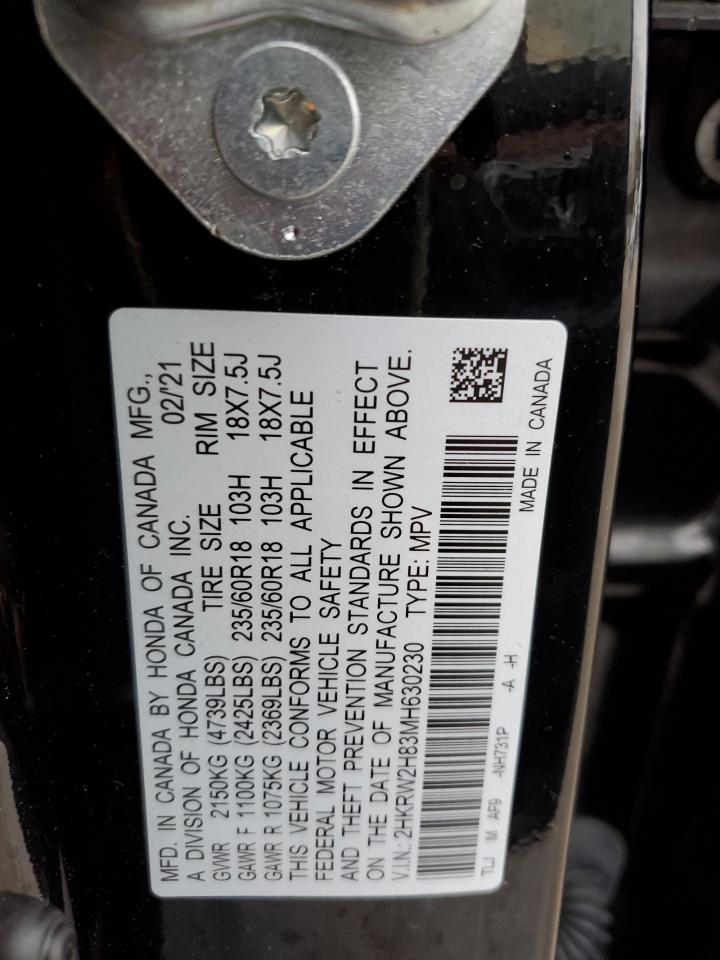 MFD. IN CANADA BY HONDA OF CANADA MFG.,
A DIVISION OF HONDA CANADA INC. 02/'21
GVWR 2150KG (4739LBS) TIRE SIZE RIM SIZE
GAWR F 1100KG (2425LBS) 235/60R18 103H 18X7.5J
GAWR R 1075KG (2369LBS) 235/60R18 103H 18X7.5J
THIS VEHICLE CONFORMS TO ALL APPLICABLE
FEDERAL MOTOR VEHICLE SAFETY
AND THEFT PREVENTION STANDARDS IN EFFECT
ON THE DATE OF MANUFACTURE SHOWN ABOVE.
V.I.N.: 2HKRW2H83MH630230 TYPE: MPV
TLJ M AF9 -NH731P -A -H
MADE IN CANADA